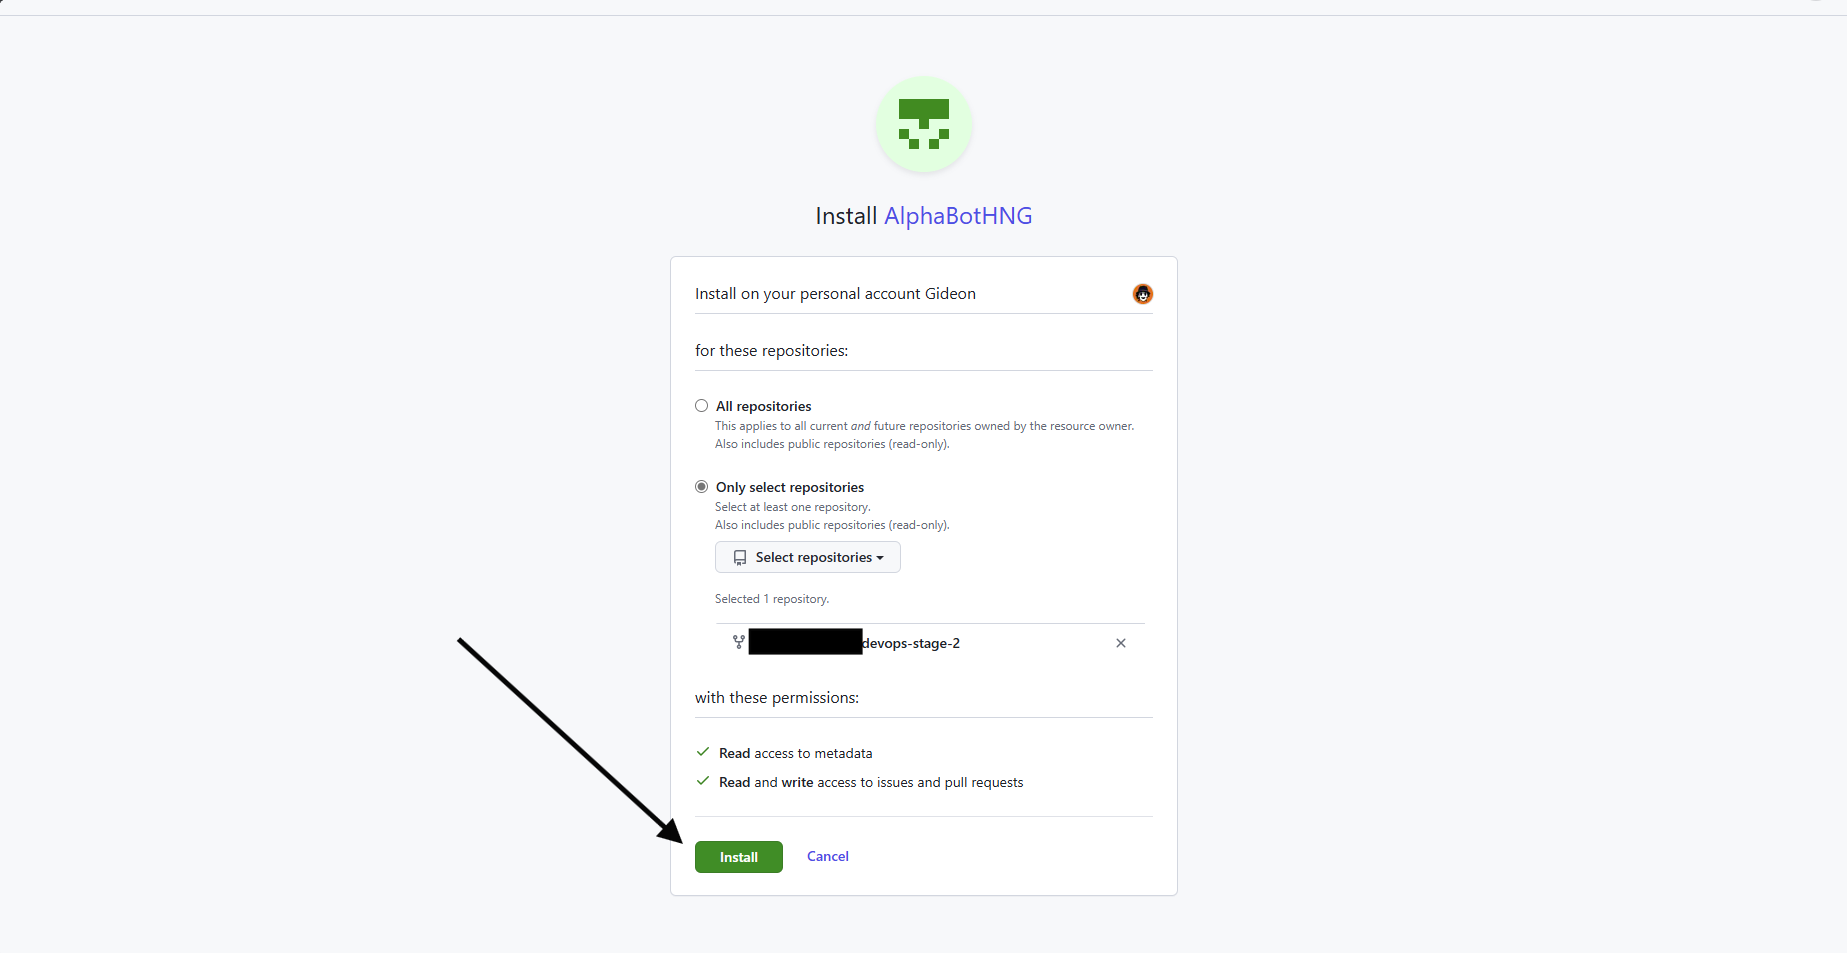 Install AlphaBotHNG
Install on your personal account Gideon
for these repositories:
All repositories
This applies to all current and future repositories owned by the resource owner.
Also includes public repositories (read-only).
Only select repositories
Select at least one repository.
Also includes public repositories (read-only).
Select repositories
Selected 1 repository.
devops-stage-2
with these permissions:
Read access to metadata
Read and write access to issues and pull requests
Install Cancel